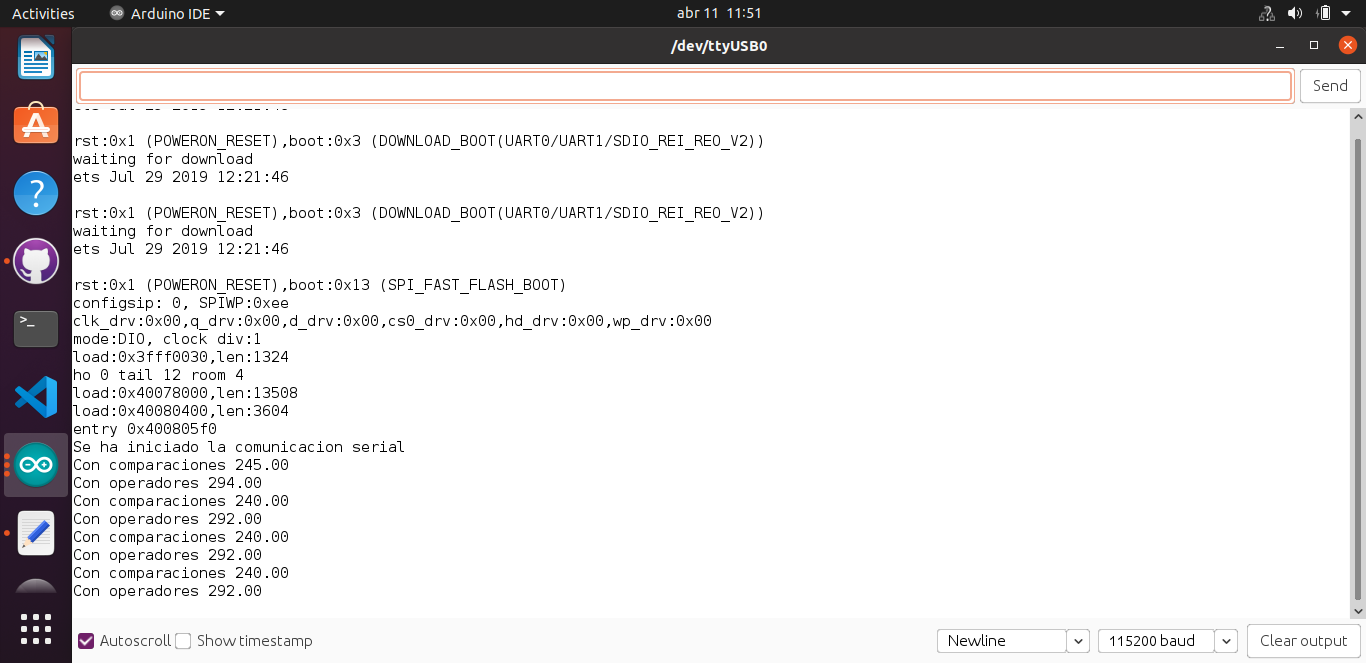 Activities
Arduino IDE
abr 11 11:51
/dev/ttyUSB0
Send
rst:0x1 (POWERON_RESET),boot:0x3 (DOWNLOAD_BOOT(UART0/UART1/SDIO_REI_REO_V2))
waiting for download
ets Jul 29 2019 12:21:46
rst:0x1 (POWERON_RESET),boot:0x3 (DOWNLOAD_BOOT(UART0/UART1/SDIO_REI_REO_V2))
waiting for download
ets Jul 29 2019 12:21:46
rst:0x1 (POWERON_RESET),boot:0x13 (SPI_FAST_FLASH_BOOT)
configsip: 0, SPIWP:0xee
clk_drv:0x00,q_drv:0x00,d_drv:0x00,cs0_drv:0x00,hd_drv:0x00,wp_drv:0x00
mode:DIO, clock div:1
load:0x3fff0030,len:1324
ho 0 tail 12 room 4
load:0x40078000,len:13508
load:0x40080400,len:3604
entry 0x400805f0
Se ha iniciado la comunicacion serial
Con comparaciones 245.00
Con operadores 294.00
Con comparaciones 240.00
Con operadores 292.00
Con comparaciones 240.00
Con operadores 292.00
Con comparaciones 240.00
Con operadores 292.00
Autoscroll
Show timestamp
Newline
115200 baud
Clear output